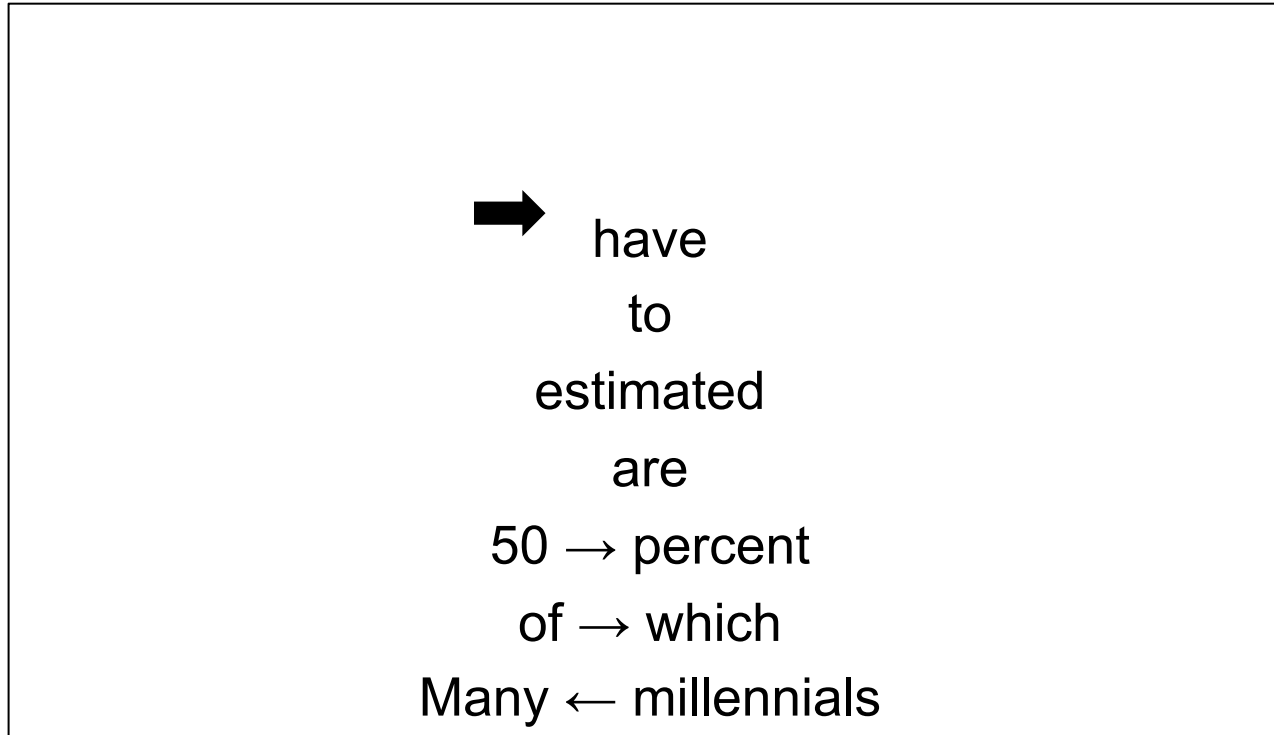 have
to
estimated
are
50 → percent
of → which
Many ← millennials